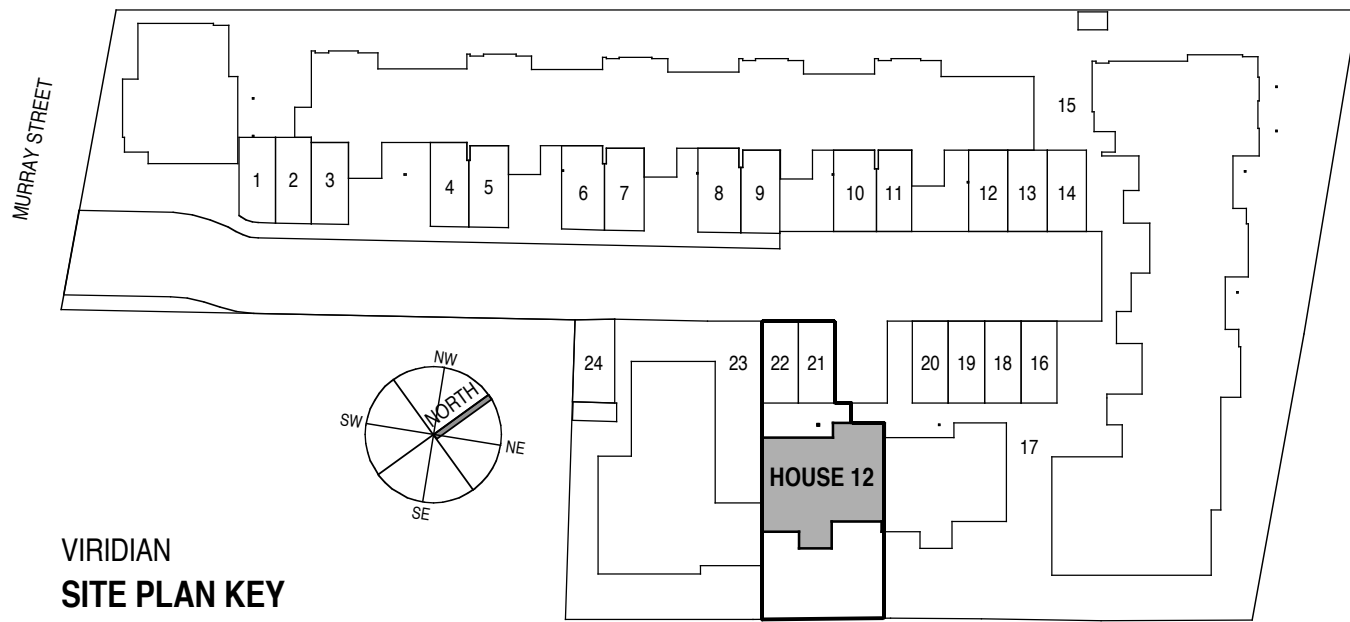 MURRAY STREET
15
1 2 3 4 5 6 7 8 9 10 11 12 13 14
24 23 22 21 20 19 18 16
NW
NORTH
SW
NE
SE
17
HOUSE 12
VIRIDIAN
SITE PLAN KEY